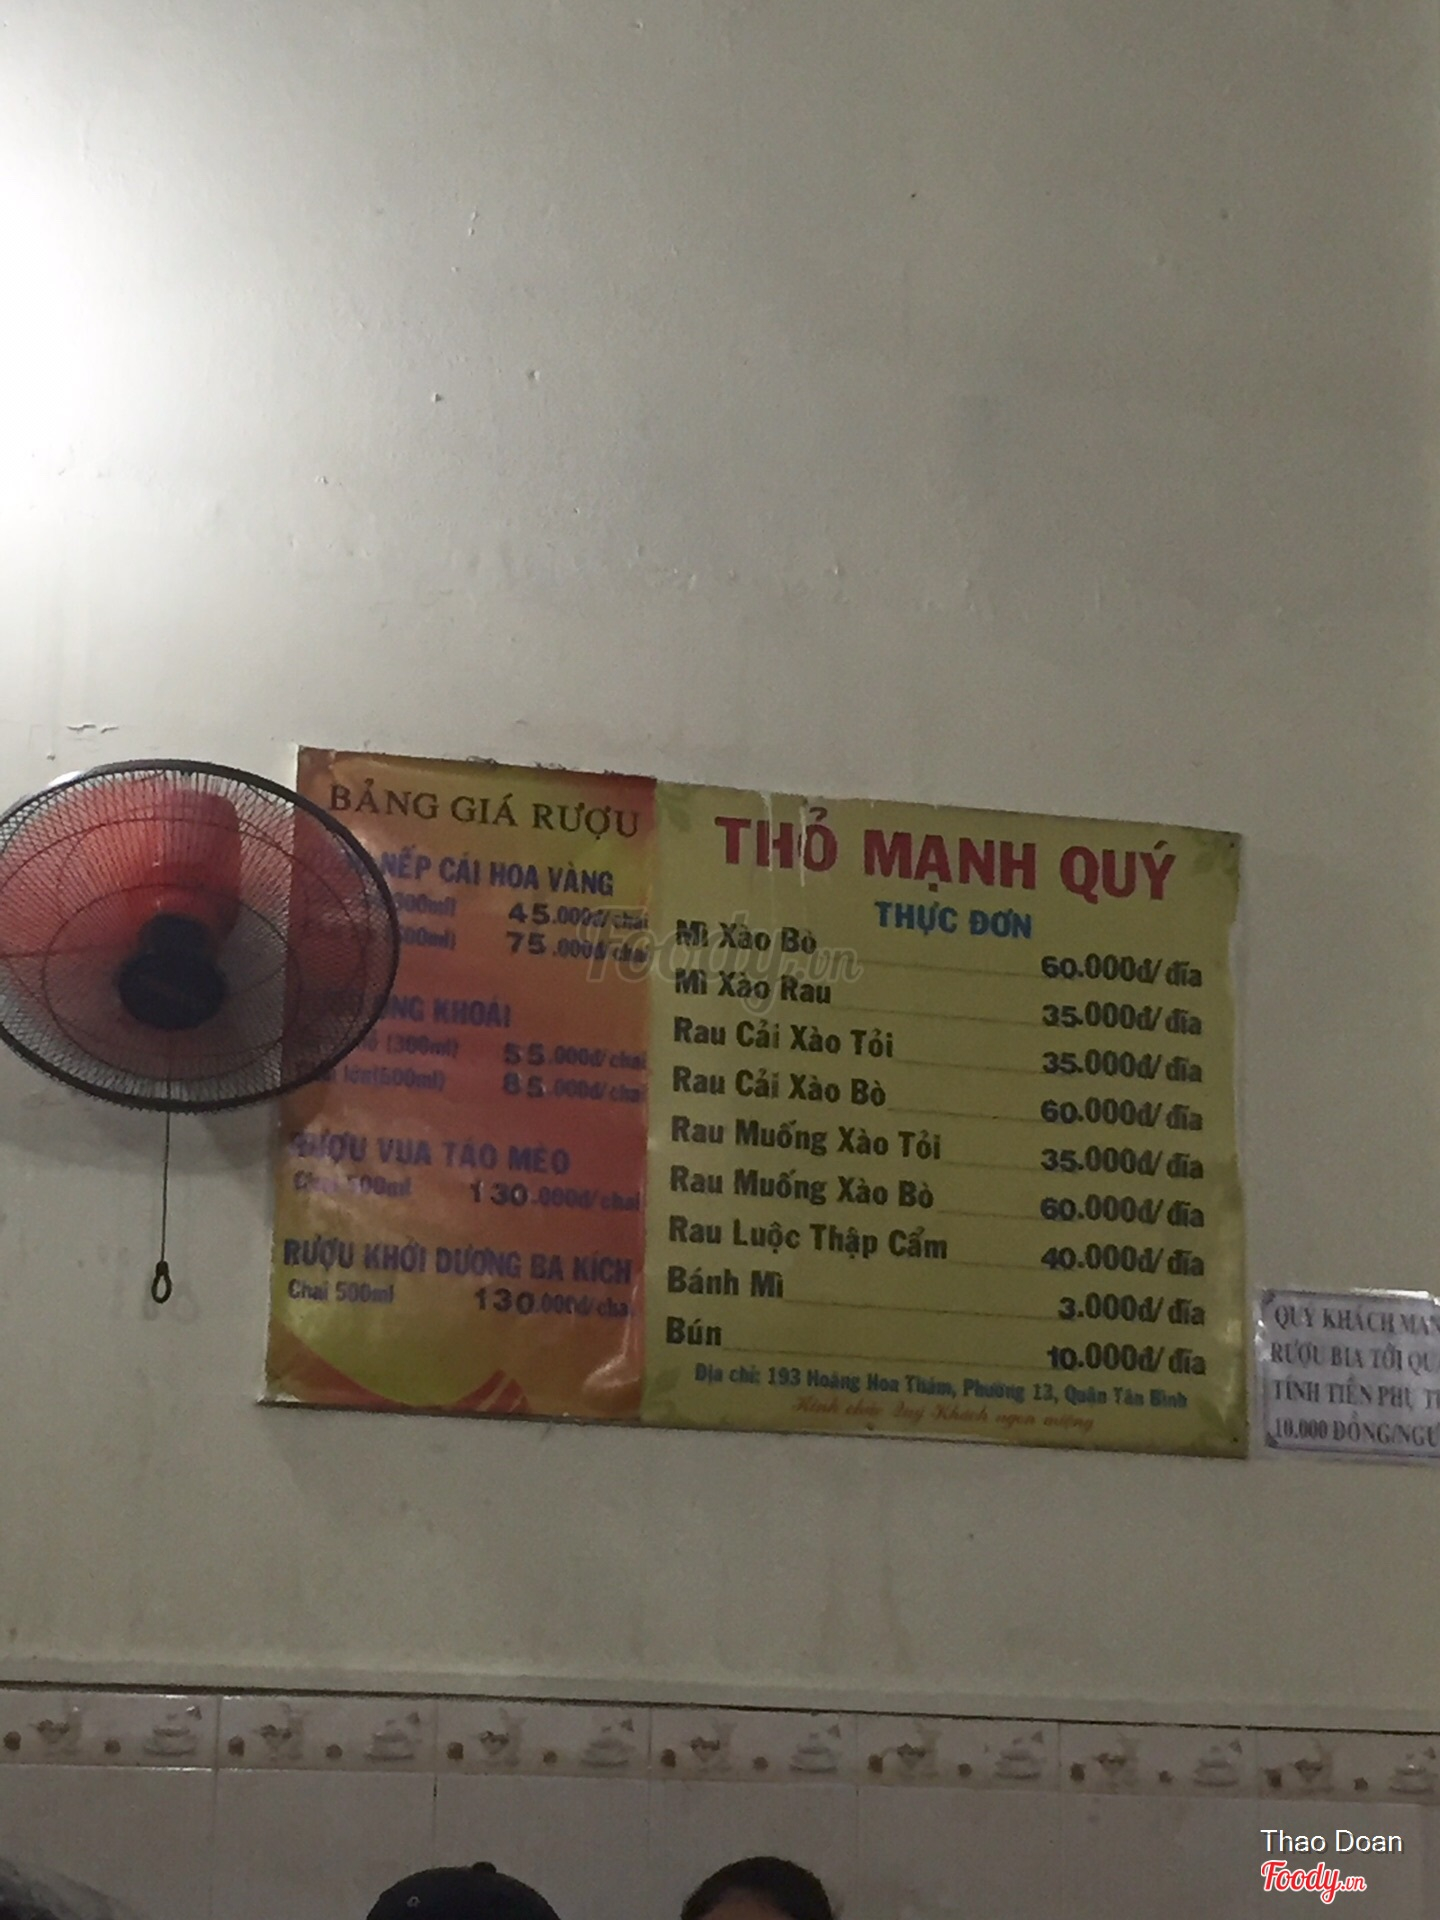 BẢNG GIÁ RƯỢU
NẾP CÁI HOA VÀNG
45.000đ/chai
75.000đ/chai
KHOÁI
(300ml) 55.000đ/chai
lớn(500ml) 85.000đ/chai
RƯỢU VUA TÁO MÈO
Chai 500ml 130.000đ/chai
RƯỢU KHỞI DƯƠNG BA KÍCH
Chai 500ml 130.000đ/chai
THỎ MẠNH QUÝ
THỰC ĐƠN
Mì Xào Bò 60.000đ/đĩa
Mì Xào Rau 35.000đ/đĩa
Rau Cải Xào Tỏi 35.000đ/đĩa
Rau Cải Xào Bò 60.000đ/đĩa
Rau Muống Xào Tỏi 35.000đ/đĩa
Rau Muống Xào Bò 60.000đ/đĩa
Rau Luộc Thập Cẩm 40.000đ/đĩa
Bánh Mì 3.000đ/đĩa
Bún 10.000đ/đĩa
Địa chỉ: 193 Hoàng Hoa Thám, Phường 13, Quận Tân Bình
Kính chúc Quý Khách ngon miệng
QUÝ KHÁCH MAN
RƯỢU BIA TỚI QU
TÍNH TIỀN PHỤ T
10.000 ĐỒNG/NGƯ
Foody.vn
Thao Doan
Foody.vn